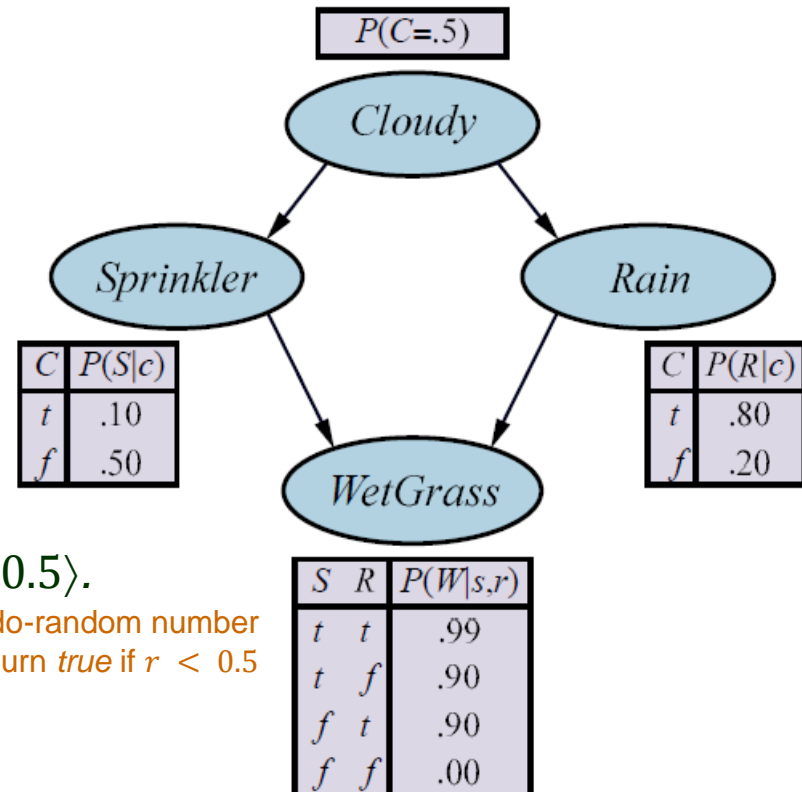 P(C=.5)
Cloudy
Sprinkler
Rain
C P(S|c)
t .10
f .50
C P(R|c)
t .80
f .20
WetGrass
0.5⟩.
do-random number
urn true if r < 0.5
S R P(W|s,r)
t t .99
t f .90
f t .90
f f .00